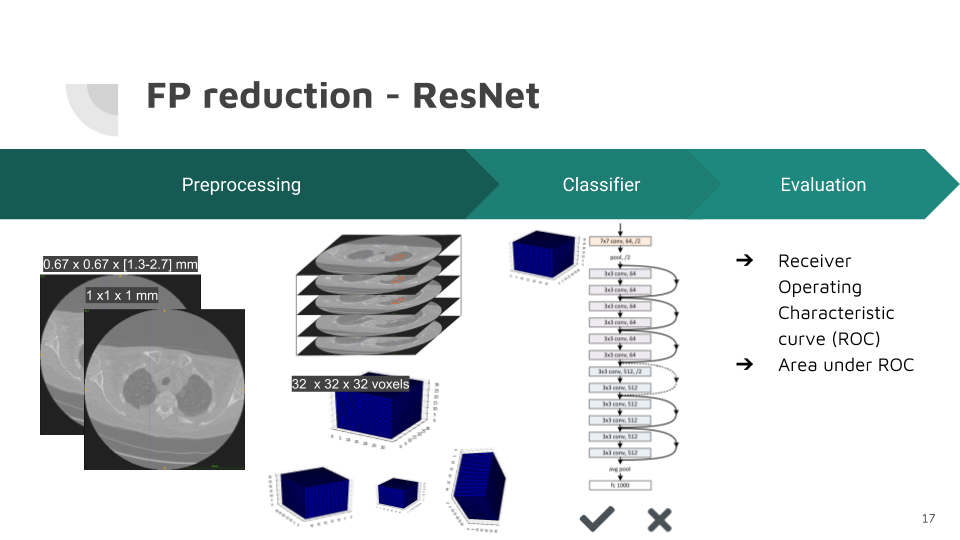 FP reduction - ResNet
Preprocessing
Classifier
Evaluation
0.67 x 0.67 x [1.3-2.7] mm
1 x1 x 1 mm
32 x 32 x 32 voxels
7x7 conv, 64, /2
pool, /2
3x3 conv, 64
3x3 conv, 64
3x3 conv, 64
3x3 conv, 64
3x3 conv, 64
3x3 conv, 64
3x3 conv, 512, /2
3x3 conv, 512
3x3 conv, 512
3x3 conv, 512
3x3 conv, 512
3x3 conv, 512
avg pool
fc 1000
➔ Receiver
Operating
Characteristic
curve (ROC)
➔ Area under ROC
17